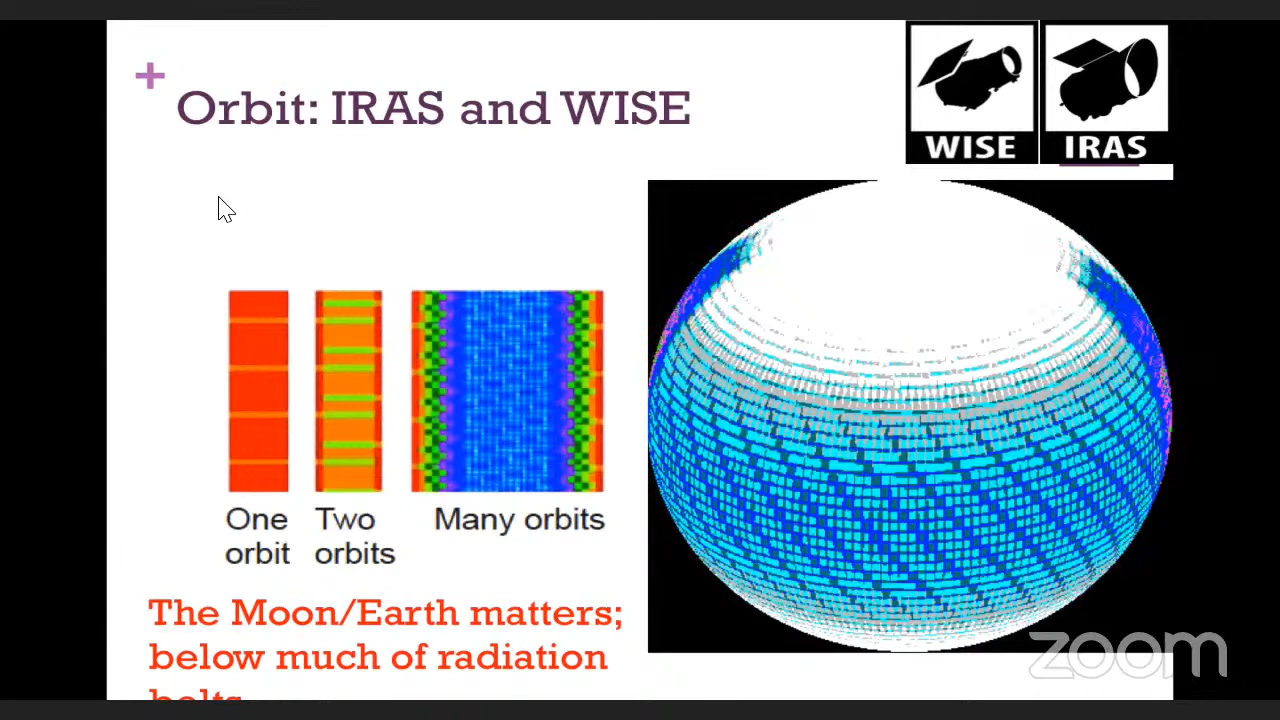 +
Orbit: IRAS and WISE
WISE
IRAS
One orbit
Two orbits
Many orbits
The Moon/Earth matters;
below much of radiation
belts
zoom